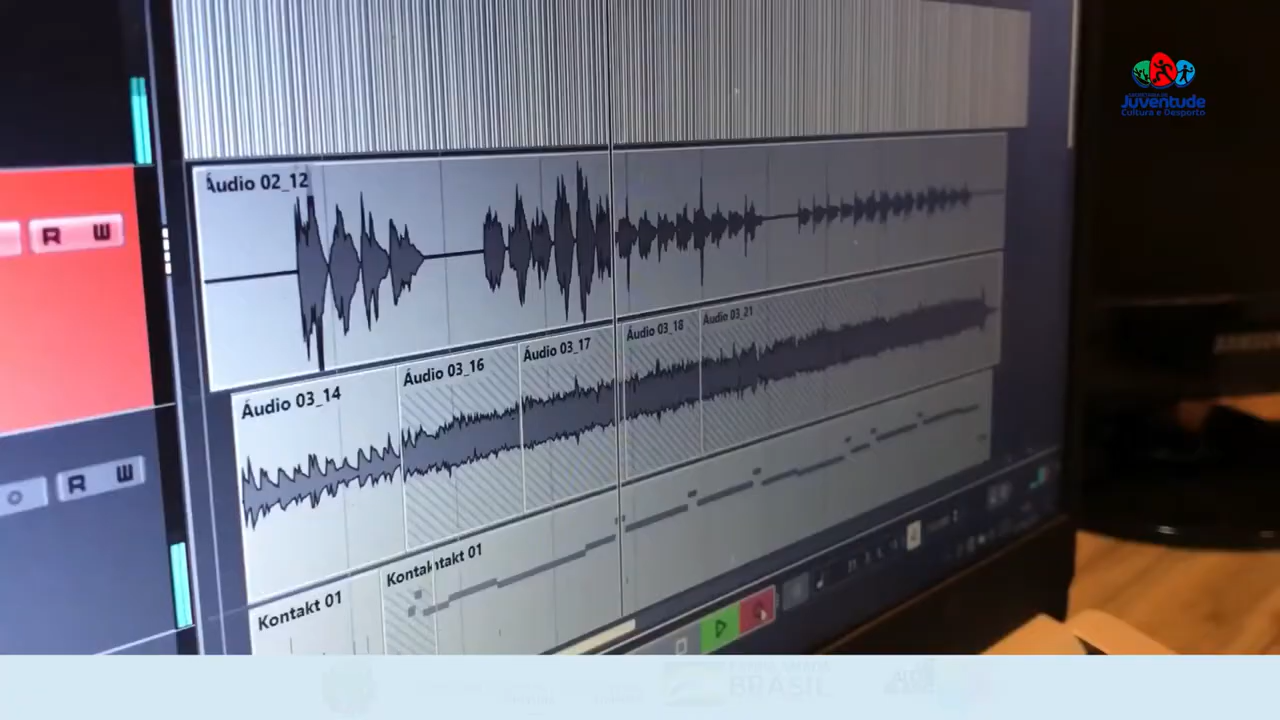 Juventude
Cultura e Desporto
Áudio 02_12
R W
Áudio 03_14
Áudio 03_16
Áudio 03_17
Áudio 03_18
Áudio 03_21
R W
Kontakt 01
Kontakt 01
BRASIL